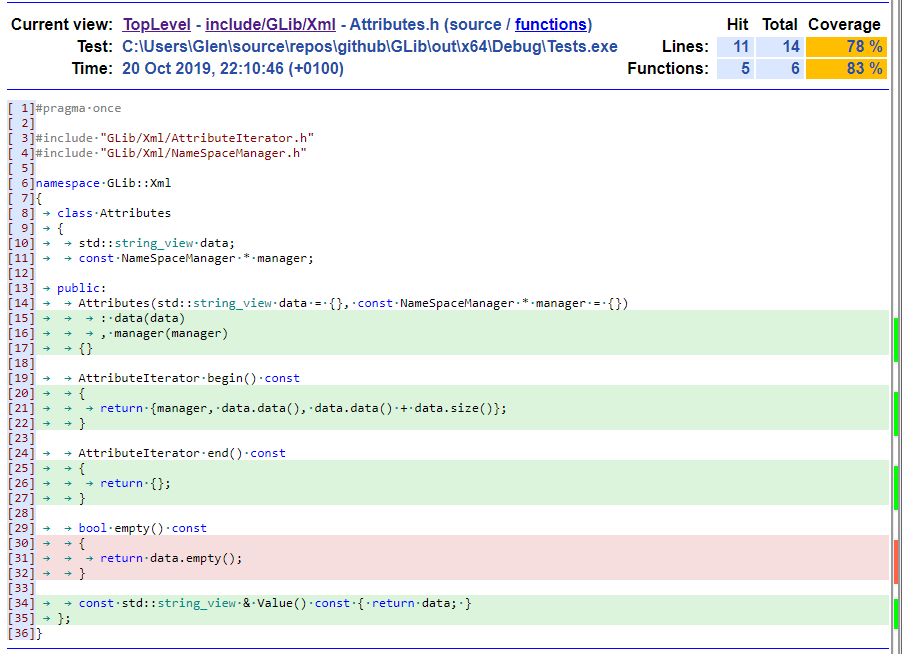 Current view: TopLevel - include/GLib/Xml - Attributes.h (source / functions) Hit Total Coverage
Test: C:\Users\Glen\source\repos\github\GLib\out\x64\Debug\Tests.exe Lines: 11 14 78 %
Time: 20 Oct 2019, 22:10:46 (+0100) Functions: 5 6 83 %
[ 1]#pragma·once
[ 2]
[ 3]#include·"GLib/Xml/AttributeIterator.h"
[ 4]#include·"GLib/Xml/NameSpaceManager.h"
[ 5]
[ 6]namespace·GLib::Xml
[ 7]{
[ 8] → class·Attributes
[ 9] → {
[10] → → std::string_view·data;
[11] → → const·NameSpaceManager·*·manager;
[12]
[13] → public:
[14] → → Attributes(std::string_view·data·=·{},·const·NameSpaceManager·*·manager·=·{})
[15] → → → :·data(data)
[16] → → → ,·manager(manager)
[17] → → {}
[18]
[19] → → AttributeIterator·begin()·const
[20] → → {
[21] → → → return·{manager,·data.data(),·data.data()·+·data.size()};
[22] → → }
[23]
[24] → → AttributeIterator·end()·const
[25] → → {
[26] → → → return·{};
[27] → → }
[28]
[29] → → bool·empty()·const
[30] → → {
[31] → → → return·data.empty();
[32] → → }
[33]
[34] → → const·std::string_view·&·Value()·const·{·return·data;·}
[35] → };
[36]}